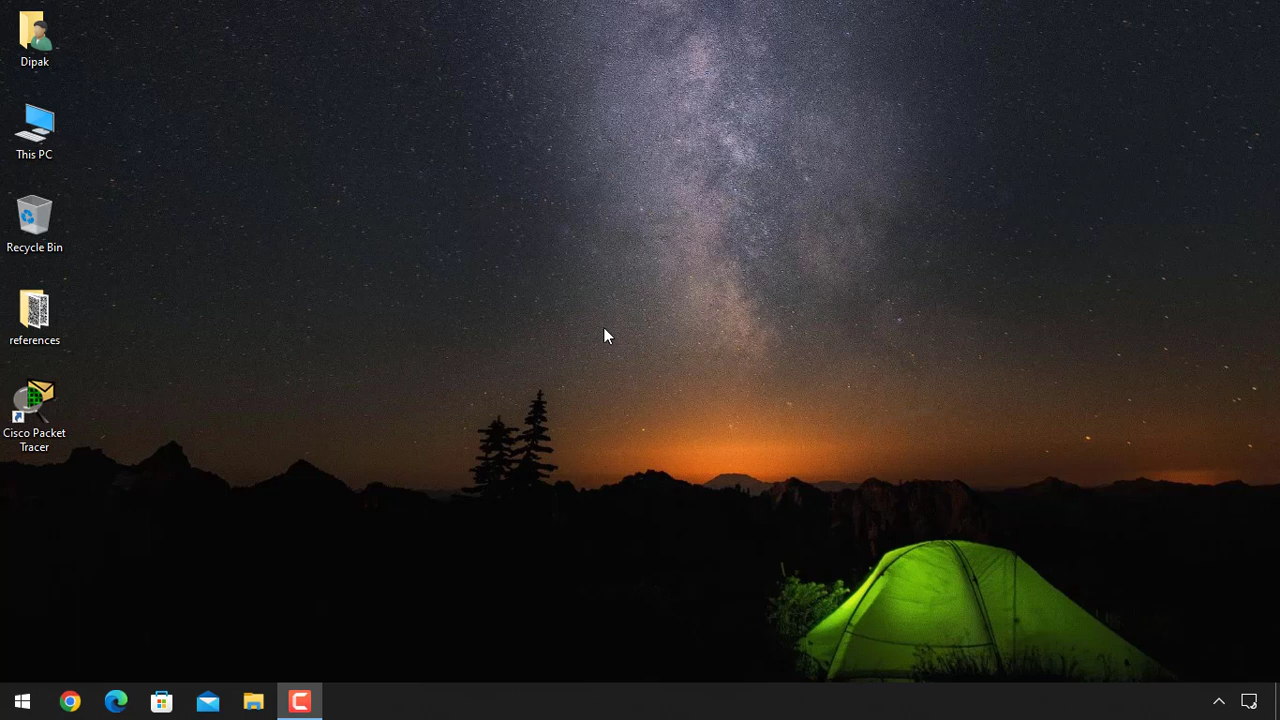 Dipak
This PC
Recycle Bin
references
Cisco Packet
Tracer